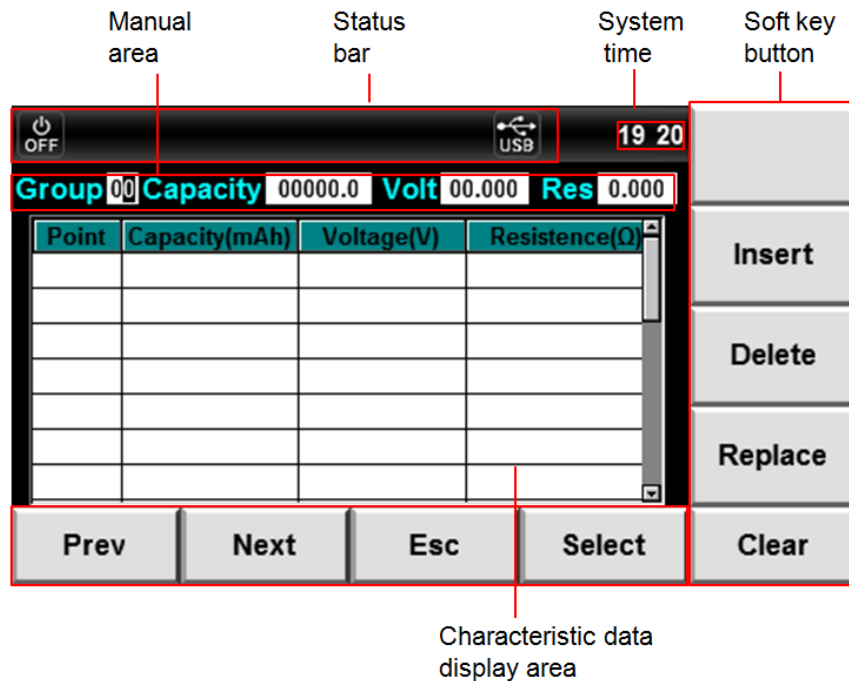 Manual area
Status bar
System time
Soft key button
OFF
USB
19 20
Group 00 Capacity 00000.0 Volt 00.000 Res 0.000
Point Capacity(mAh) Voltage(V) Resistence(Ω)
Insert
Delete
Replace
Prev Next Esc Select Clear
Characteristic data
display area